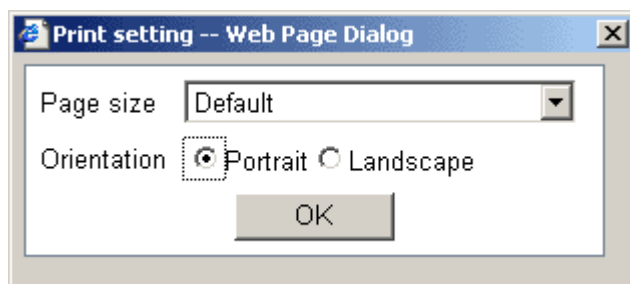 Print setting -- Web Page Dialog
Page size Default
Orientation Portrait Landscape
OK